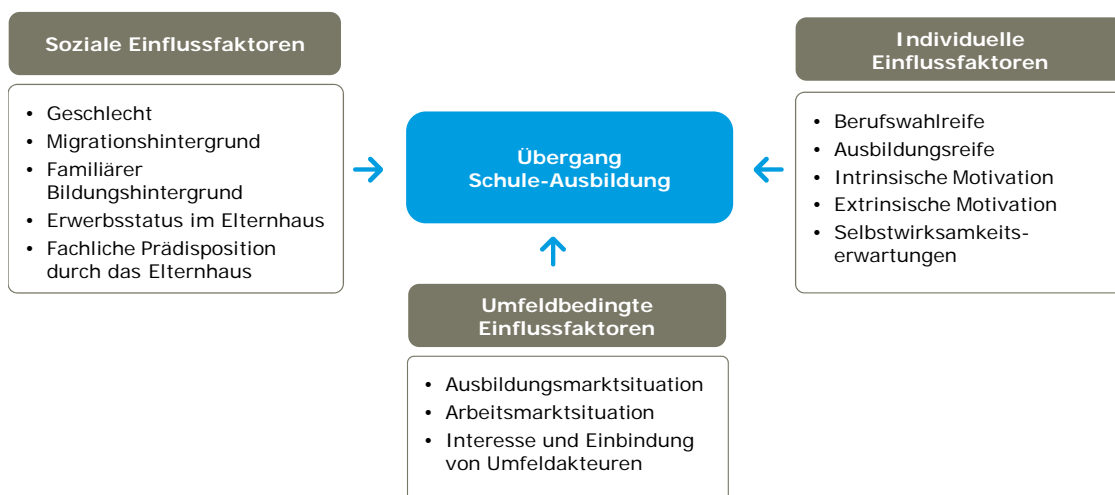 Soziale Einflussfaktoren
• Geschlecht
• Migrationshintergrund
• Familiärer
Bildungshintergrund
• Erwerbsstatus im Elternhaus
• Fachliche Prädisposition
durch das Elternhaus
Übergang
Schule-Ausbildung
Individuelle
Einflussfaktoren
• Berufswahlreife
• Ausbildungsreife
• Intrinsische Motivation
• Extrinsische Motivation
• Selbstwirksamkeits-
erwartungen
Umfeldbedingte
Einflussfaktoren
• Ausbildungsmarktsituation
• Arbeitsmarktsituation
• Interesse und Einbindung
von Umfeldakteuren